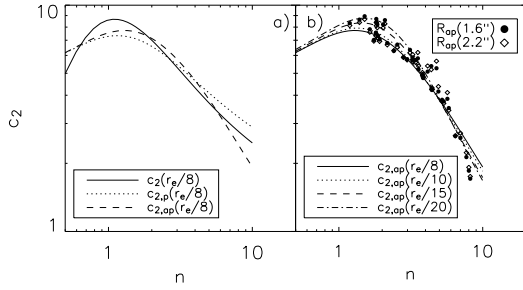 10
a)
b)
R_ap(1.6")
R_ap(2.2")
c_2
c_2(r_e/8)
c_2,p(r_e/8)
c_2,ap(r_e/8)
c_2,ap(r_e/8)
c_2,ap(r_e/10)
c_2,ap(r_e/15)
c_2,ap(r_e/20)
1
1
10
1
10
n
n